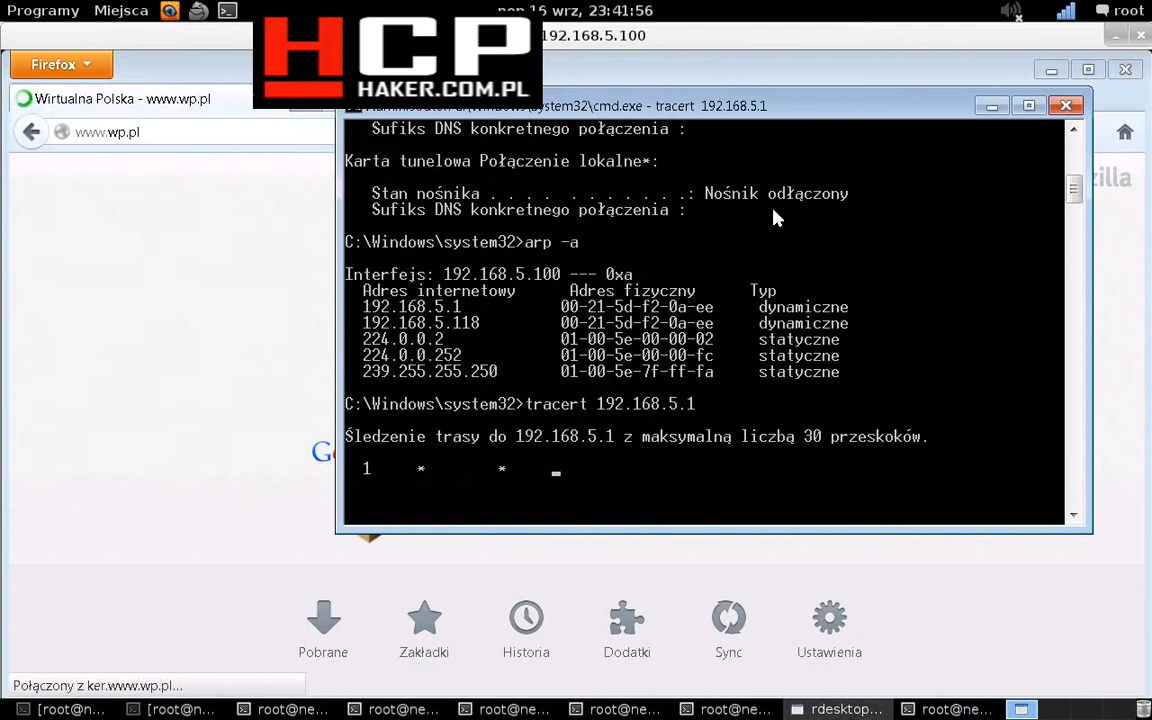 Programy Miejsca pon 16 wrz, 23:41:56 root
192.168.5.100
HCP
HAKER.COM.PL
Firefox
Wirtualna Polska - www.wp.pl
www.wp.pl
system32\cmd.exe - tracert 192.168.5.1
Sufiks DNS konkretnego połączenia :
Karta tunelowa Połączenie lokalne*:
Stan nośnika . . . . . . . . . . .: Nośnik odłączony
Sufiks DNS konkretnego połączenia :
C:\Windows\system32>arp -a
Interfejs: 192.168.5.100 --- 0xa
Adres internetowy Adres fizyczny Typ
192.168.5.1 00-21-5d-f2-0a-ee dynamiczne
192.168.5.118 00-21-5d-f2-0a-ee dynamiczne
224.0.0.2 01-00-5e-00-00-02 statyczne
224.0.0.252 01-00-5e-00-00-fc statyczne
239.255.255.250 01-00-5e-7f-ff-fa statyczne
C:\Windows\system32>tracert 192.168.5.1
Śledzenie trasy do 192.168.5.1 z maksymalną liczbą 30 przeskoków.
1 * *
Pobrane Zakładki Historia Dodatki Sync Ustawienia
Połączony z ker.www.wp.pl...
[root@n... [root@n... root@ne... root@ne... root@ne... root@ne... root@ne... rdesktop... root@ne...